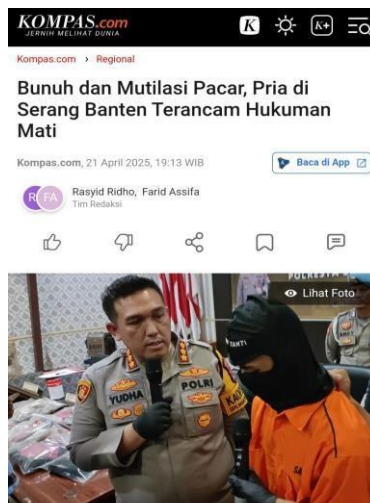 KOMPAS.com
JERNIH MELIHAT DUNIA
K
K+
Kompas.com › Regional
Bunuh dan Mutilasi Pacar, Pria di
Serang Banten Terancam Hukuman
Mati
Kompas.com, 21 April 2025, 19:13 WIB
Baca di App
R FA
Rasyid Ridho, Farid Assifa
Tim Redaksi
Lihat Foto
YUDHA
POLRI